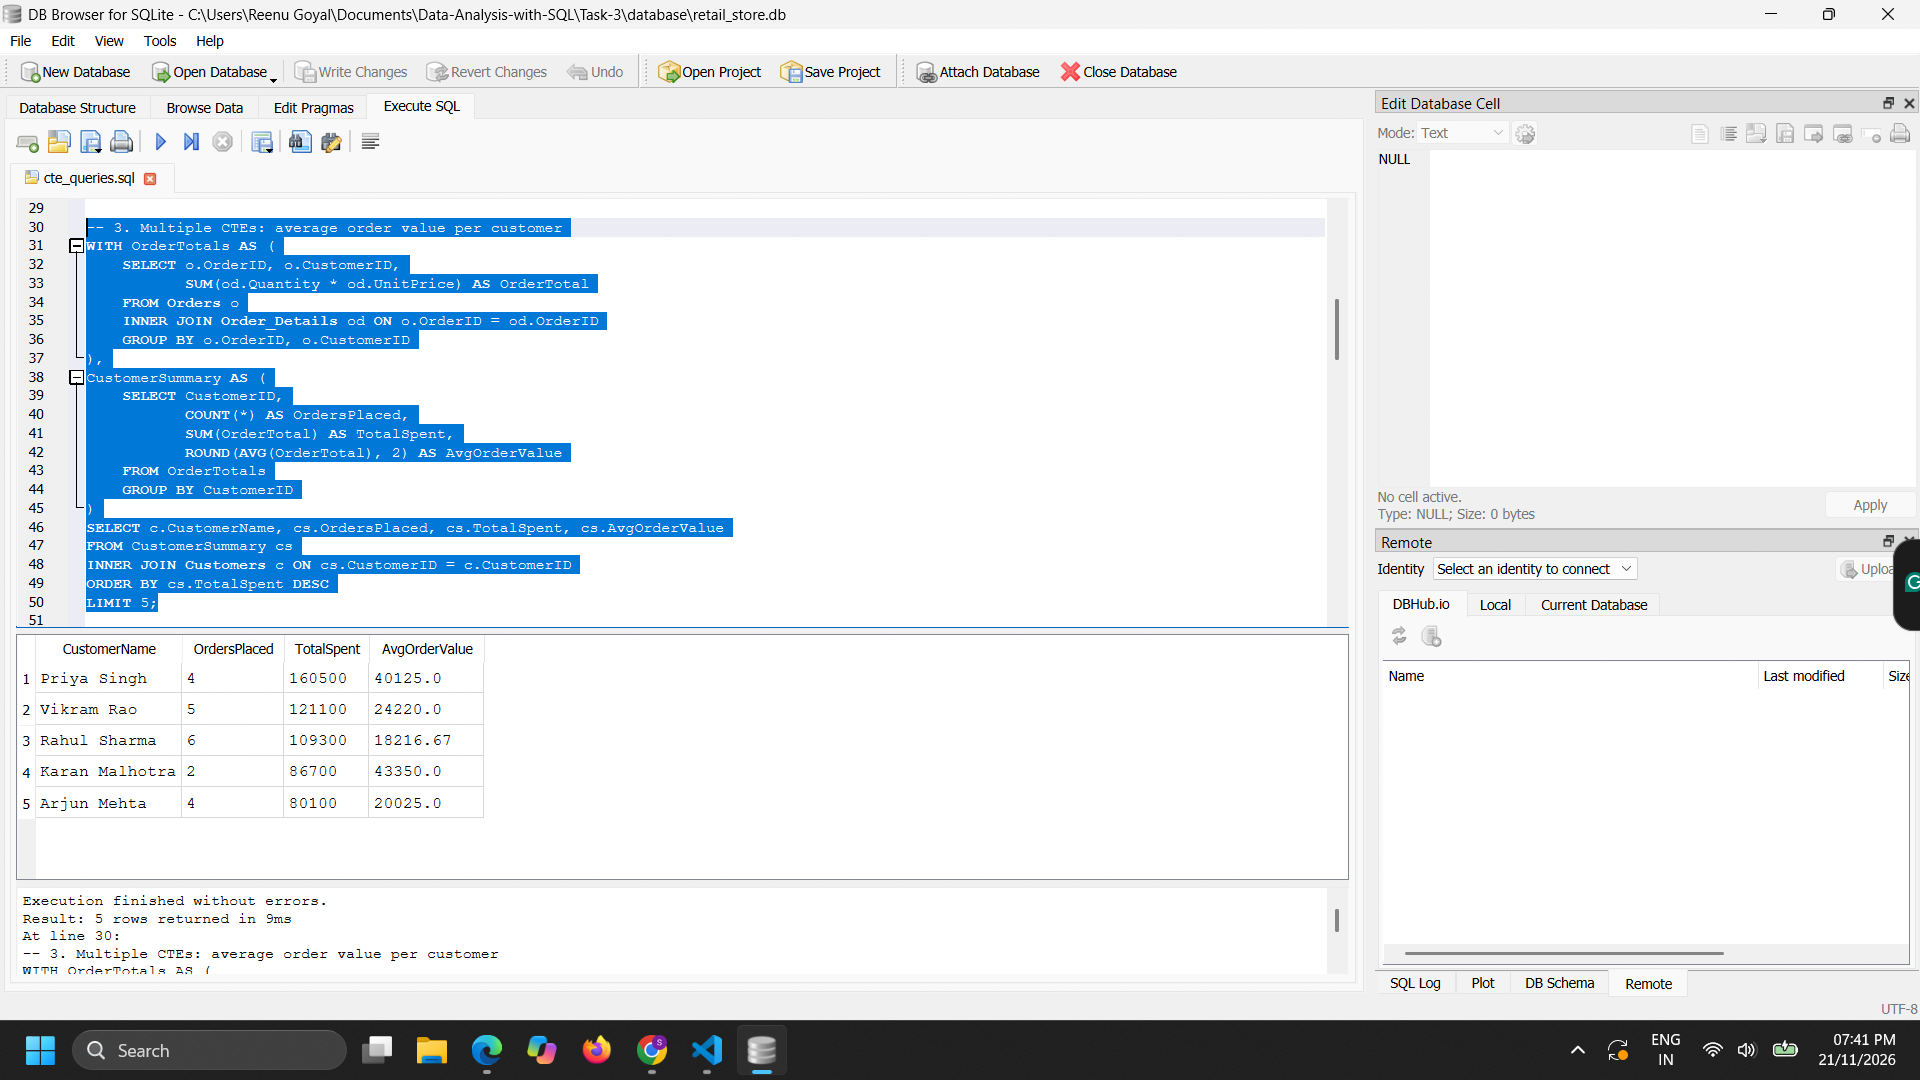 DB Browser for SQLite - C:\Users\Reenu Goyal\Documents\Data-Analysis-with-SQL\Task-3\database\retail_store.db
File Edit View Tools Help
New Database Open Database Write Changes Revert Changes Undo Open Project Save Project Attach Database Close Database
Database Structure Browse Data Edit Pragmas Execute SQL
cte_queries.sql
29
30 -- 3. Multiple CTEs: average order value per customer
31 WITH OrderTotals AS (
32 SELECT o.OrderID, o.CustomerID,
33 SUM(od.Quantity * od.UnitPrice) AS OrderTotal
34 FROM Orders o
35 INNER JOIN Order_Details od ON o.OrderID = od.OrderID
36 GROUP BY o.OrderID, o.CustomerID
37 ),
38 CustomerSummary AS (
39 SELECT CustomerID,
40 COUNT(*) AS OrdersPlaced,
41 SUM(OrderTotal) AS TotalSpent,
42 ROUND(AVG(OrderTotal), 2) AS AvgOrderValue
43 FROM OrderTotals
44 GROUP BY CustomerID
45 )
46 SELECT c.CustomerName, cs.OrdersPlaced, cs.TotalSpent, cs.AvgOrderValue
47 FROM CustomerSummary cs
48 INNER JOIN Customers c ON cs.CustomerID = c.CustomerID
49 ORDER BY cs.TotalSpent DESC
50 LIMIT 5;
51
CustomerName OrdersPlaced TotalSpent AvgOrderValue
1 Priya Singh 4 160500 40125.0
2 Vikram Rao 5 121100 24220.0
3 Rahul Sharma 6 109300 18216.67
4 Karan Malhotra 2 86700 43350.0
5 Arjun Mehta 4 80100 20025.0
Execution finished without errors.
Result: 5 rows returned in 9ms
At line 30:
-- 3. Multiple CTEs: average order value per customer
WITH OrderTotals AS (
Edit Database Cell
Mode: Text
NULL
No cell active.
Type: NULL; Size: 0 bytes
Apply
Remote
Identity Select an identity to connect
DBHub.io Local Current Database
Name Last modified
SQL Log Plot DB Schema Remote
UTF-8
Search
ENG
IN
07:41 PM
21/11/2026